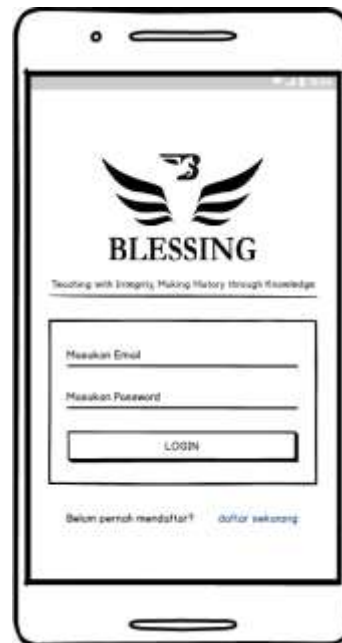 BLESSING
Teaching with Integrity, Making History through Knowledge
Masukan Email
Masukan Password
LOGIN
Belum pernah mendaftar? daftar sekarang